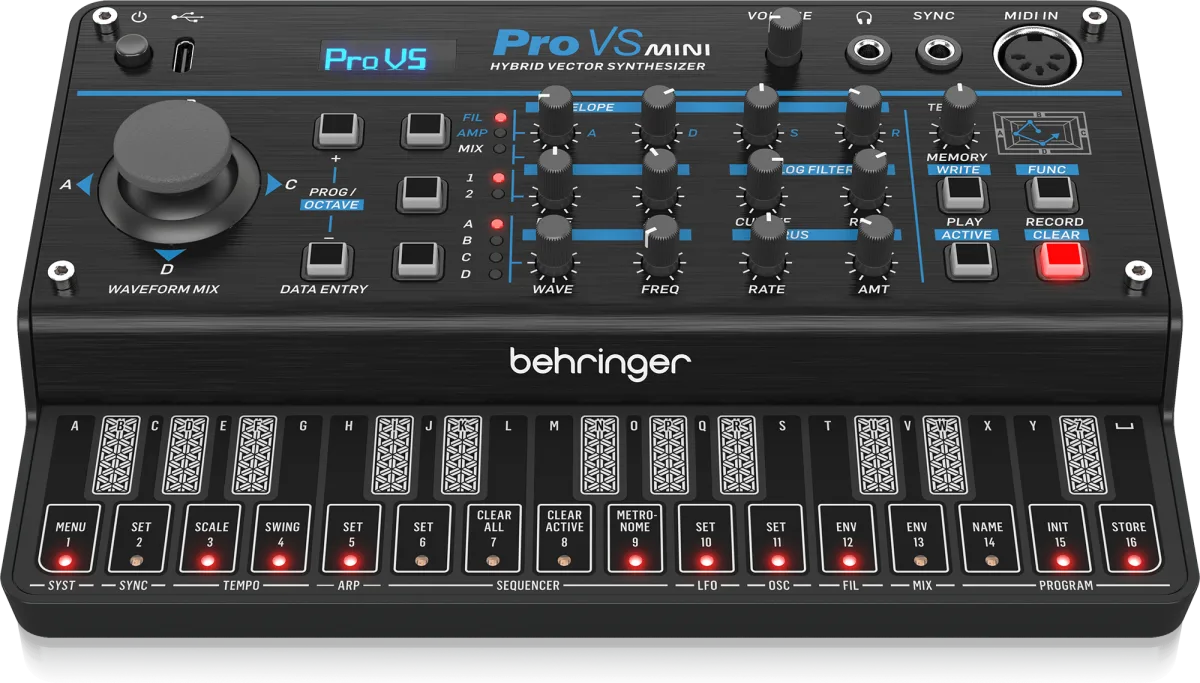 SYNC
MIDI IN
Pro VS
Pro VS MINI
HYBRID VECTOR SYNTHESIZER
FIL
AMP
MIX
A
D
S
R
MEMORY
WRITE
FUNC
A
C
D
WAVEFORM MIX
+
PROG /
OCTAVE
–
DATA ENTRY
1
2
A
B
C
D
PLAY
ACTIVE
RECORD
CLEAR
WAVE
FREQ
RATE
AMT
behringer
A B C D E F G H I J K L M N O P Q R S T U V W X Y Z
MENU
1
SET
2
SCALE
3
SWING
4
SET
5
SET
6
CLEAR
ALL
7
CLEAR
ACTIVE
8
METRO-
NOME
9
SET
10
SET
11
ENV
12
ENV
13
NAME
14
INIT
15
STORE
16
SYST
SYNC
TEMPO
ARP
SEQUENCER
LFO
OSC
FIL
MIX
PROGRAM